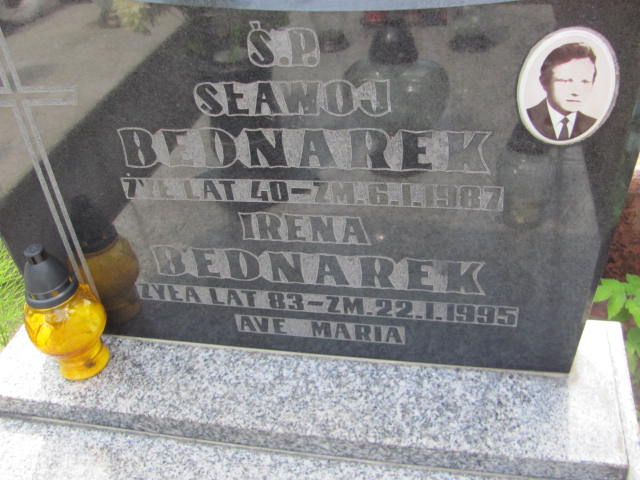 Ś.P.
SŁAWOJ
BEDNAREK
ŻYŁ LAT 40-ZM.6.I.1987
IRENA
BEDNAREK
ŻYŁA LAT 83-ZM.22.I.1995
AVE MARIA